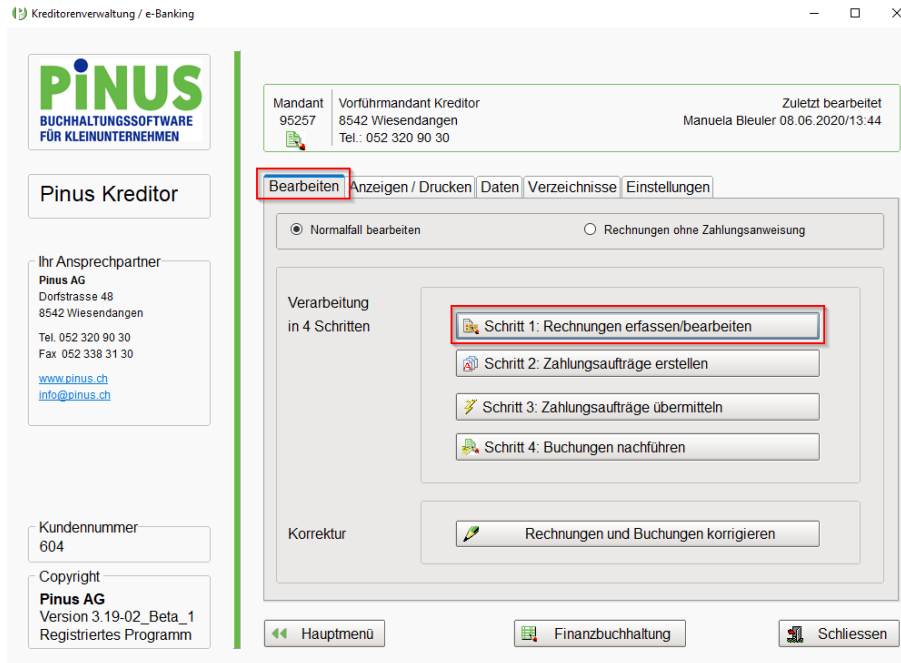 Kreditorenverwaltung / e-Banking
PiNUS
BUCHHALTUNGSSOFTWARE
FÜR KLEINUNTERNEHMEN
Pinus Kreditor
Ihr Ansprechpartner
Pinus AG
Dorfstrasse 48
8542 Wiesendangen
Tel. 052 320 90 30
Fax 052 338 31 30
www.pinus.ch
info@pinus.ch
Kundennummer
604
Copyright
Pinus AG
Version 3.19-02_Beta_1
Registriertes Programm
Mandant Vorführmandant Kreditor Zuletzt bearbeitet
95257 8542 Wiesendangen Manuela Bleuler 08.06.2020/13:44
Tel.: 052 320 90 30
Bearbeiten Anzeigen / Drucken Daten Verzeichnisse Einstellungen
Normalfall bearbeiten Rechnungen ohne Zahlungsanweisung
Verarbeitung
in 4 Schritten
Schritt 1: Rechnungen erfassen/bearbeiten
Schritt 2: Zahlungsaufträge erstellen
Schritt 3: Zahlungsaufträge übermitteln
Schritt 4: Buchungen nachführen
Korrektur Rechnungen und Buchungen korrigieren
Hauptmenü Finanzbuchhaltung Schliessen